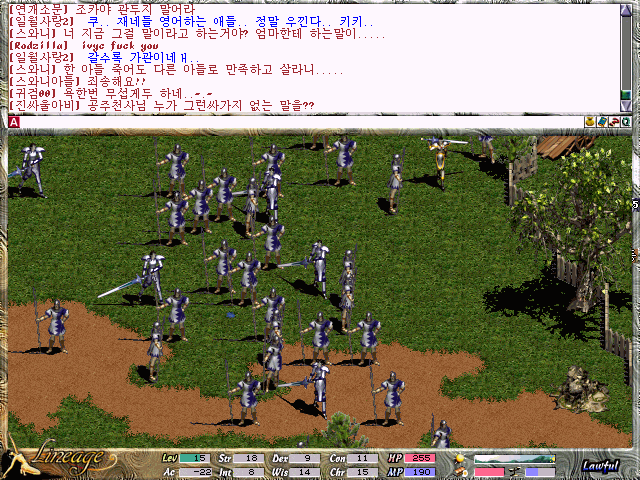 [연개소문] 조카야 관두지 말어라
[일월사랑2] 쿠.. 재네들 영어하는 애들.. 정말 우낀다. 키키..
[스와니] 너 지금 그걸 말이라고 하는거야? 엄마한테 하는말이.....
[Rodzilla] ivyc fuck you
[일월사랑2] 갈수록 가관이네ㅐ..
[스와니] 한 아들 죽어도 다른 아들로 만족하고 살라니.....
[스와니아들] 죄송해요!!
[귀검00] 욕한번 무섭게두 하네..-.-
[진싸울아비] 공주천사님 누가 그런싸가지 없는 말을??
A
Lineage
Lev 15 Str 18 Dex 9 Con 11 HP 255
Ac -22 Int 8 Wis 14 Chr 15 MP 190
Lawful